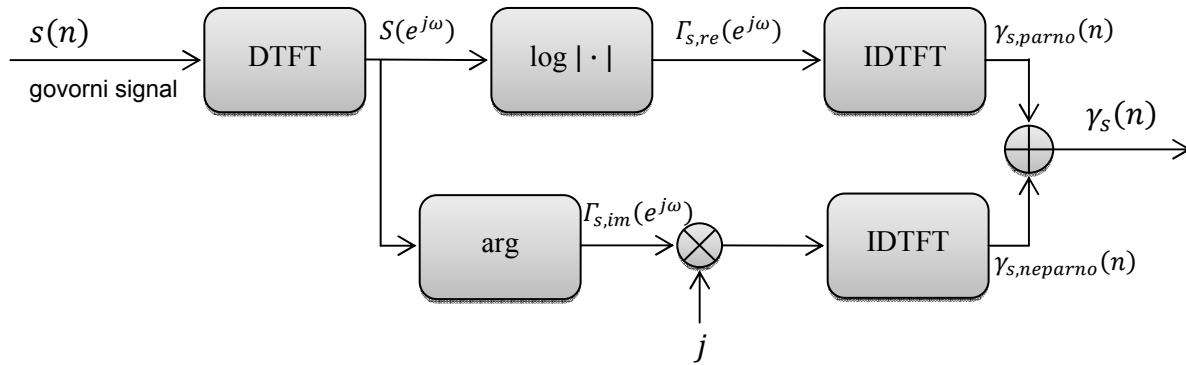 s(n)
govorni signal
DTFT
S(e^{jω})
log | · |
Γ_{s,re}(e^{jω})
IDTFT
γ_{s,parno}(n)
γ_s(n)
arg
Γ_{s,im}(e^{jω})
j
IDTFT
γ_{s,neparno}(n)